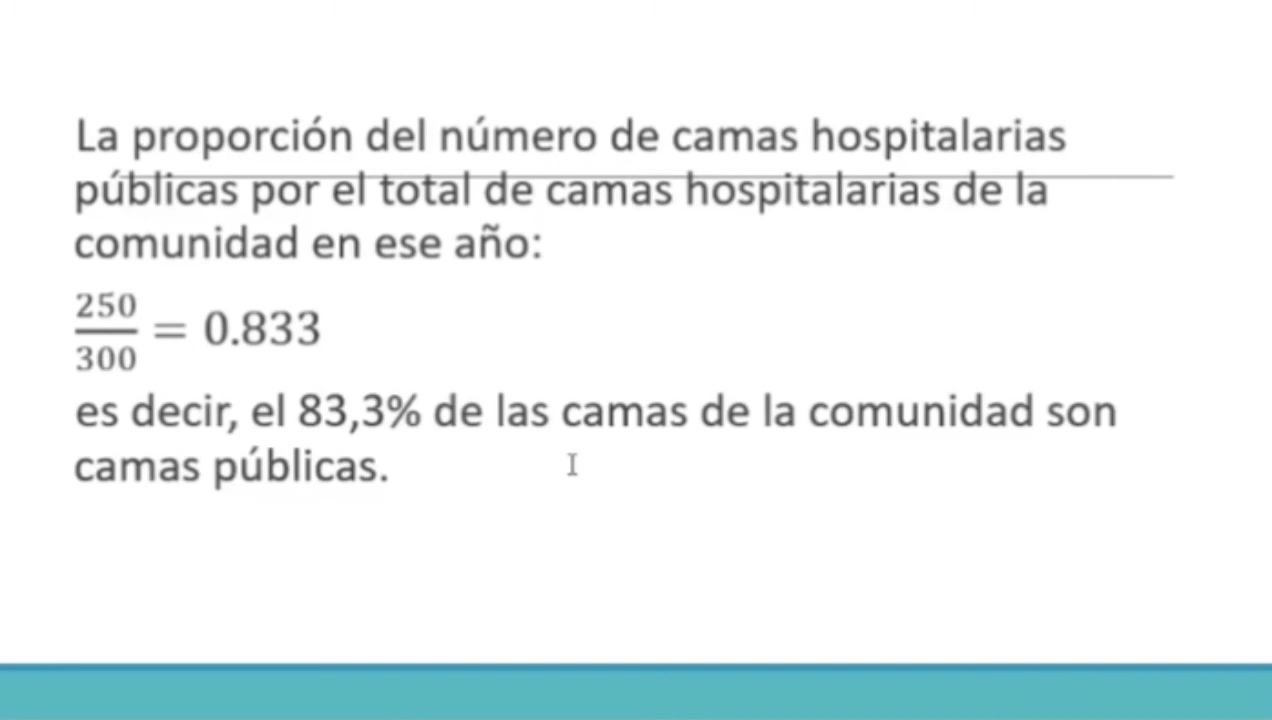 La proporción del número de camas hospitalarias
públicas por el total de camas hospitalarias de la
comunidad en ese año:
250/300 = 0.833
es decir, el 83,3% de las camas de la comunidad son
camas públicas.